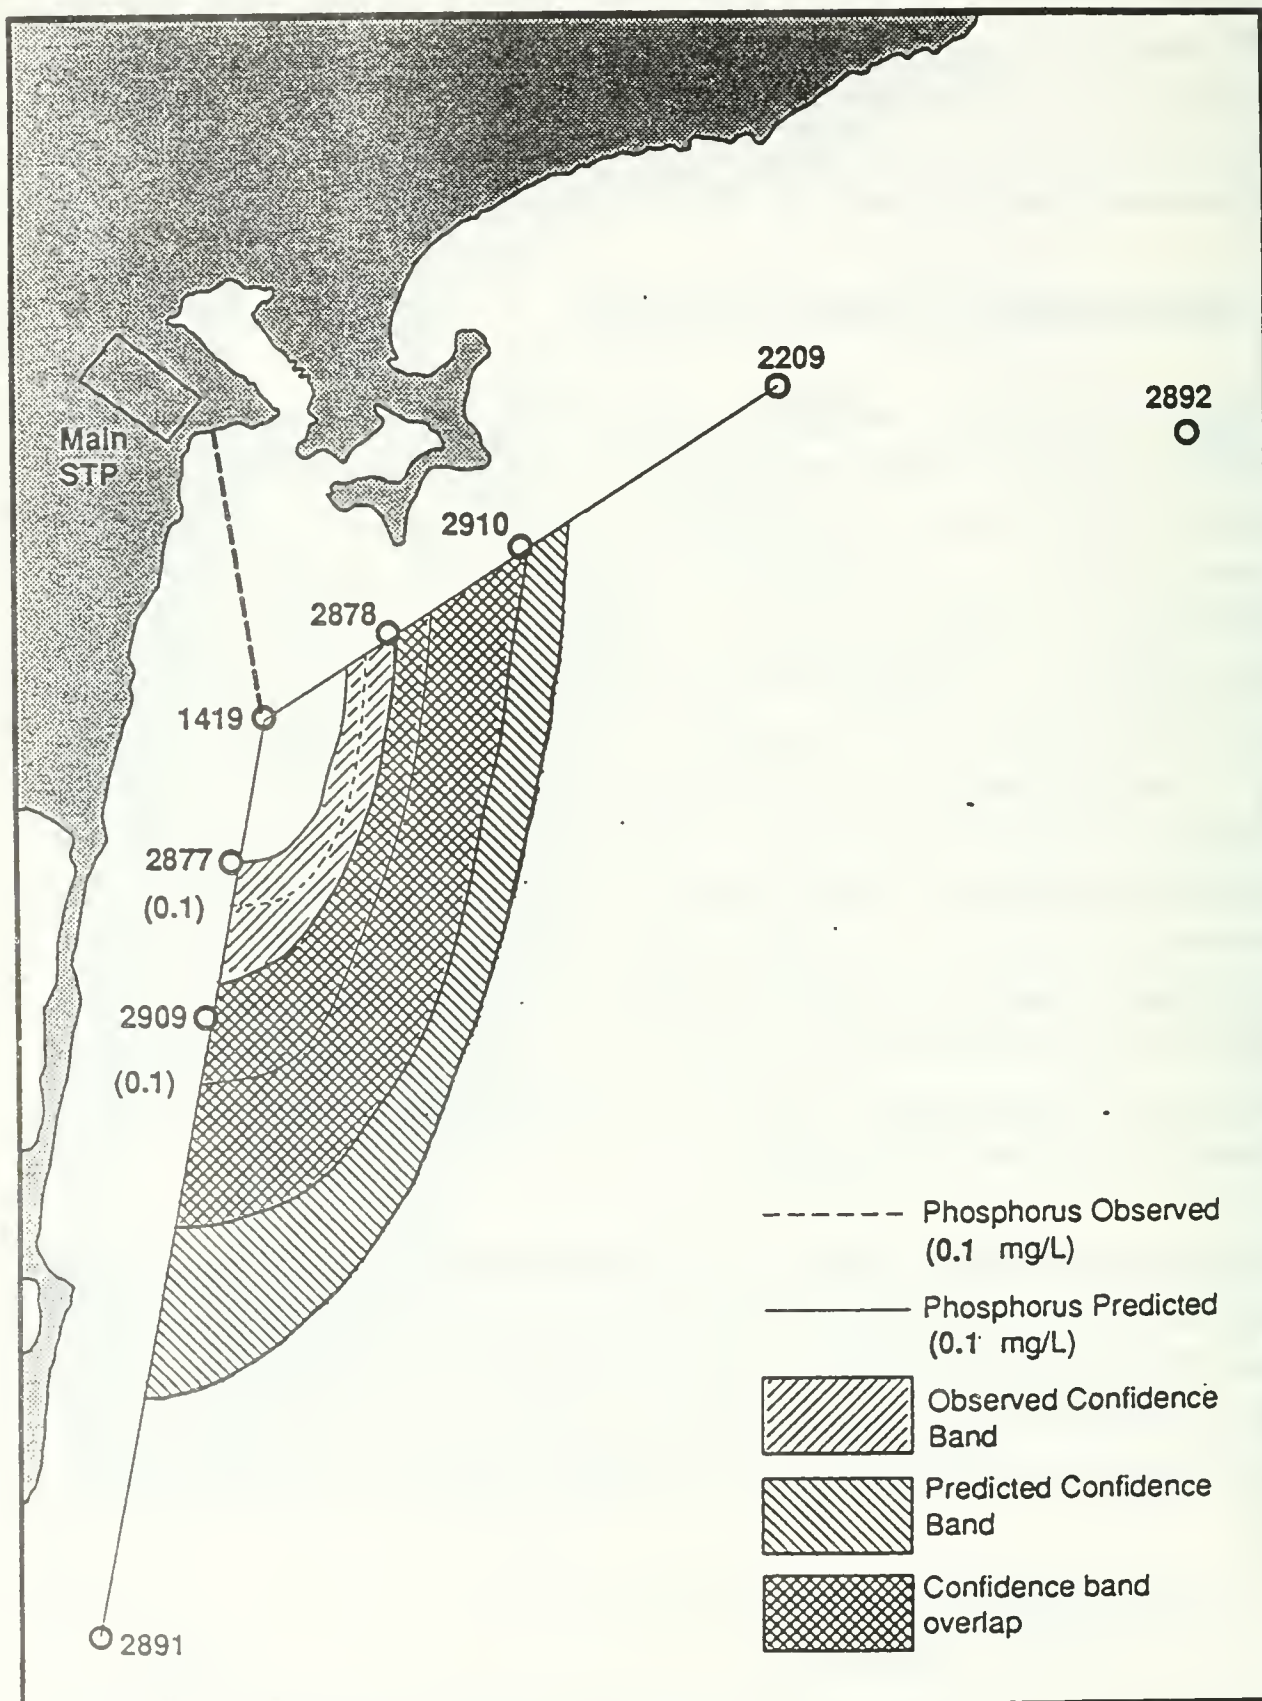 2209
2892
Main
STP
2910
2878
1419
2877
(0.1)
2909
(0.1)
Phosphorus Observed
(0.1 mg/L)
Phosphorus Predicted
(0.1 mg/L)
Observed Confidence
Band
Predicted Confidence
Band
Confidence band
overlap
2891